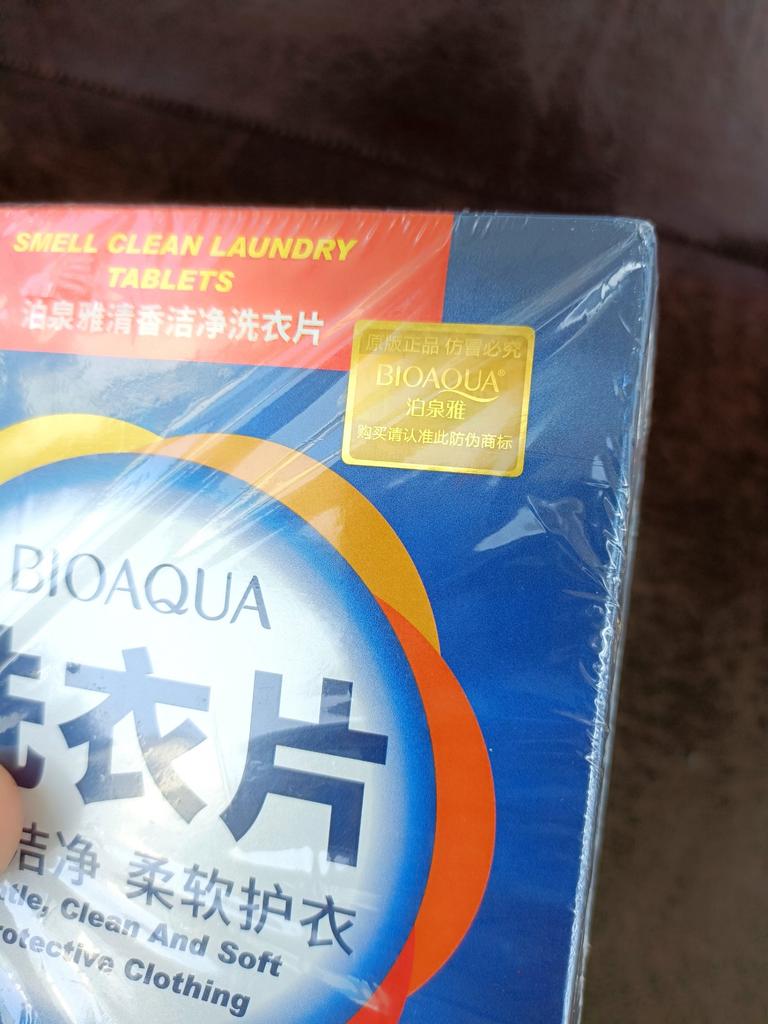 SMELL CLEAN LAUNDRY
TABLETS
泊泉雅清香洁净洗衣片
原版正品 仿冒必究
BIOAQUA®
泊泉雅
购买请认准此防伪商标
BIOAQUA
衣片
洁净 柔软护衣
Clean And Soft
Clothing